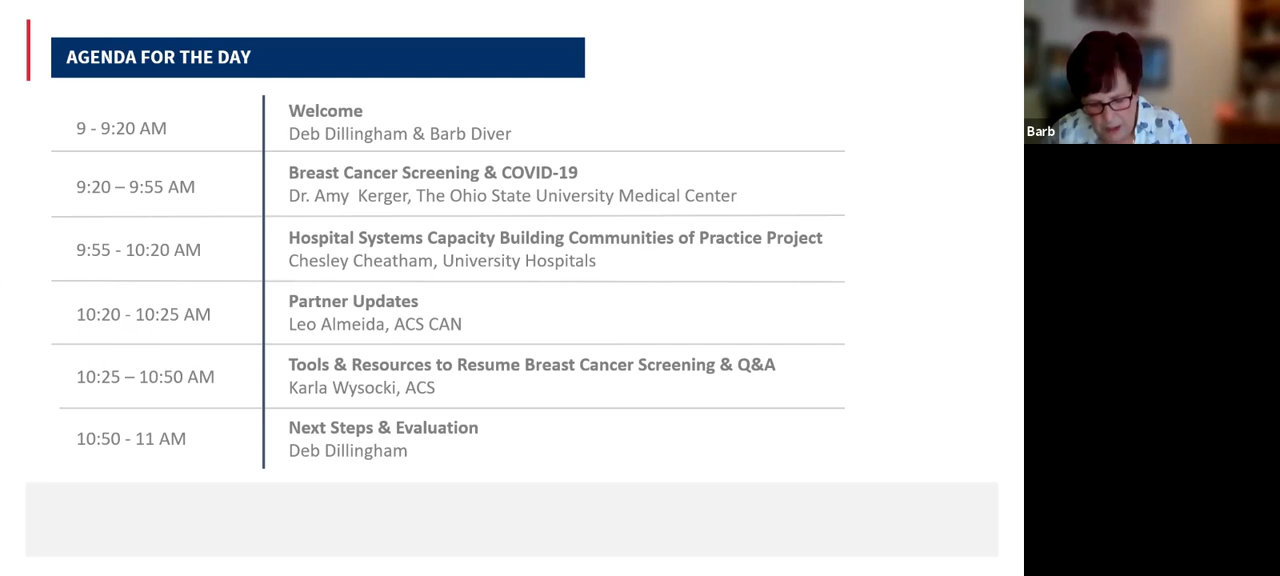 AGENDA FOR THE DAY
9 - 9:20 AM
Welcome
Deb Dillingham & Barb Diver
9:20 – 9:55 AM
Breast Cancer Screening & COVID-19
Dr. Amy Kerger, The Ohio State University Medical Center
9:55 - 10:20 AM
Hospital Systems Capacity Building Communities of Practice Project
Chesley Cheatham, University Hospitals
10:20 - 10:25 AM
Partner Updates
Leo Almeida, ACS CAN
10:25 – 10:50 AM
Tools & Resources to Resume Breast Cancer Screening & Q&A
Karla Wysocki, ACS
10:50 - 11 AM
Next Steps & Evaluation
Deb Dillingham
Barb